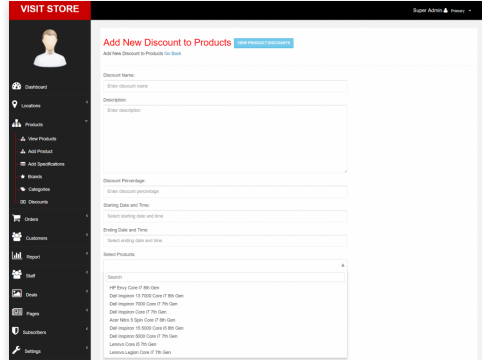 VISIT STORE
Super Admin Primary
Add New Discount to Products VIEW PRODUCT DISCOUNTS
Add New Discount to Products Go Back
Discount Name:
Enter discount name
Description:
Enter description
Discount Percentage:
Enter discount percentage
Starting Date and Time:
Select starting date and time
Ending Date and Time:
Select ending date and time
Select Products:
Search
HP Envy Core i7 8th Gen
Dell Inspiron 13 7000 Core i7 8th Gen
Dell Inspiron 7000 Core i7 7th Gen
Dell Inspiron Core i7 7th Gen
Acer Nitro 5 Spin Core i7 8th Gen
Dell Inspiron 15 5000 Core i5 8th Gen
Dell Inspiron 5000 Core i7 7th Gen
Lenovo Core i5 7th Gen
Lenovo Legion Core i7 7th Gen
Dashboard
Locations
Products
View Products
Add Product
Add Specifications
Brands
Categories
Discounts
Orders
Customers
Report
Staff
Deals
Pages
Subscribers
Settings